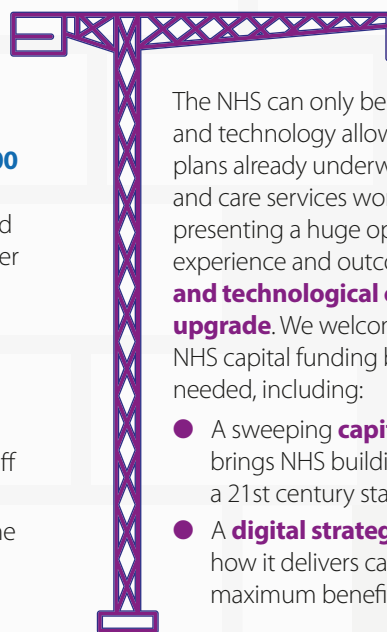 00
d
er
ff
ne
The NHS can only be
and technology allow
plans already underw
and care services wor
presenting a huge op
experience and outco
and technological
upgrade. We welcom
NHS capital funding b
needed, including:
● A sweeping capit
brings NHS buildi
a 21st century sta
● A digital strateg
how it delivers ca
maximum benefi